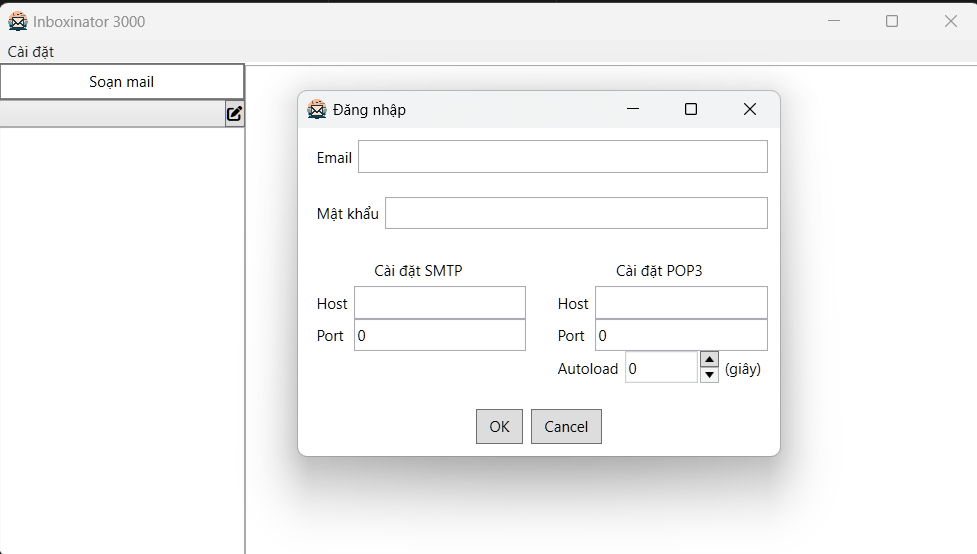 Inboxinator 3000
Cài đặt
Soạn mail
Đăng nhập
Email
Mật khẩu
Cài đặt SMTP
Cài đặt POP3
Host
Host
Port 0
Port 0
Autoload 0 (giây)
OK
Cancel